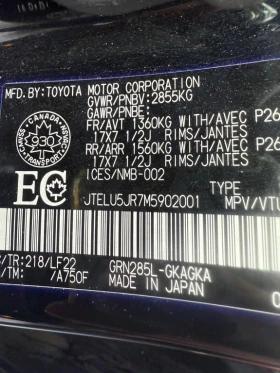 MFD. BY: TOYOTA MOTOR CORPORATION
GVWR/PNBV: 2855KG
GAWR/PNBE:
FR/AVT 1360KG WITH/AVEC P26
17X7 1/2J RIMS/JANTES
RR/ARR 1560KG WITH/AVEC P26
17X7 1/2J RIMS/JANTES
ICES/NMB-002
CANADA
930
TRANSPORT
EC
TYPE
JTELU5JR7M5902001
MPV/VTU
/TR: 218/LF22
/TM: /A750F
GRN285L-GKAGKA
MADE IN JAPAN